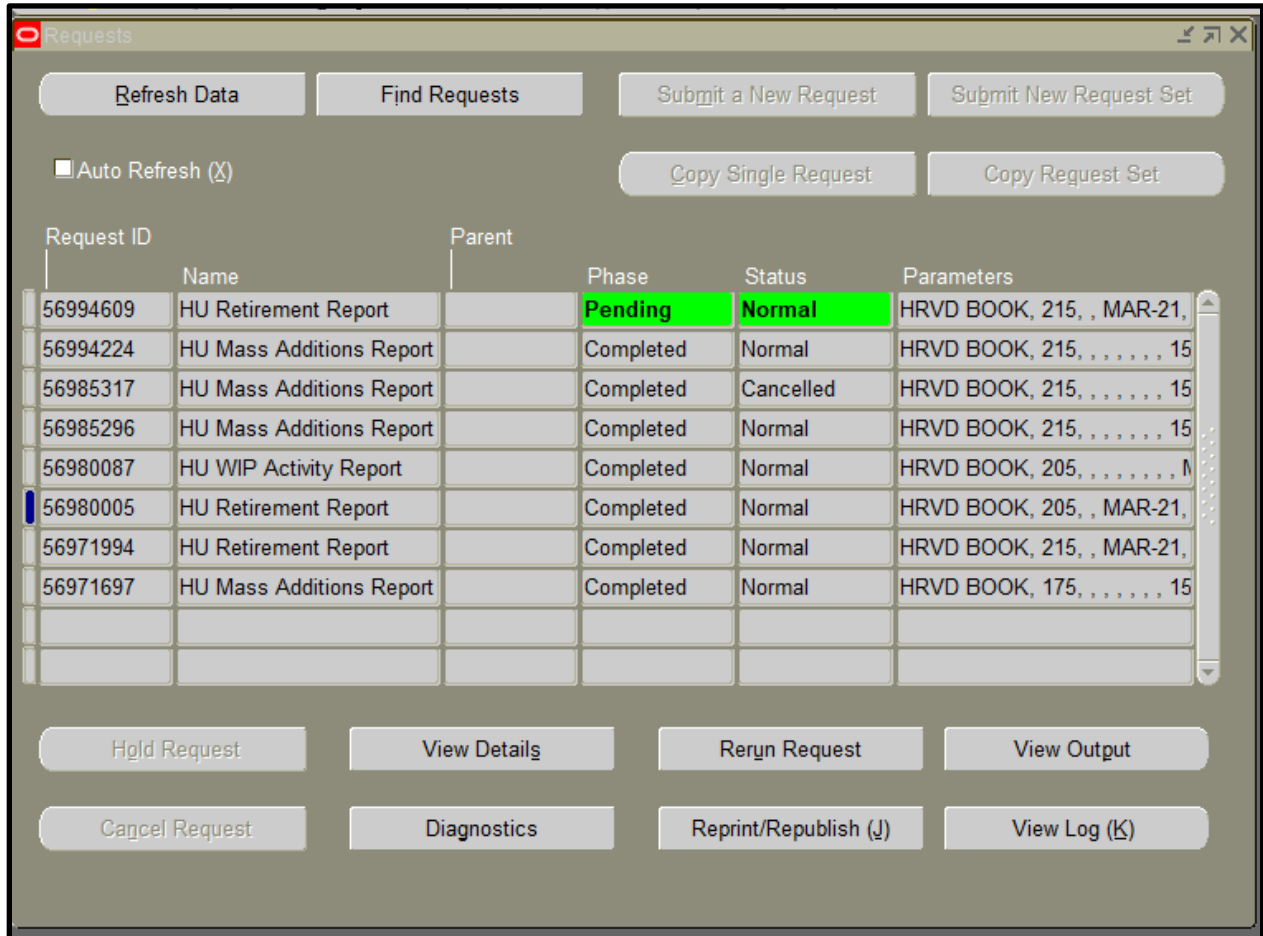 Requests
Refresh Data Find Requests Submit a New Request Submit New Request Set
Auto Refresh (X) Copy Single Request Copy Request Set
Request ID Parent
Name Phase Status Parameters
56994609 HU Retirement Report Pending Normal HRVD BOOK, 215, , MAR-21,
56994224 HU Mass Additions Report Completed Normal HRVD BOOK, 215, , , , , , , 15
56985317 HU Mass Additions Report Completed Cancelled HRVD BOOK, 215, , , , , , , 15
56985296 HU Mass Additions Report Completed Normal HRVD BOOK, 215, , , , , , , 15
56980087 HU WIP Activity Report Completed Normal HRVD BOOK, 205, , , , , , , , M
56980005 HU Retirement Report Completed Normal HRVD BOOK, 205, , MAR-21,
56971994 HU Retirement Report Completed Normal HRVD BOOK, 215, , MAR-21,
56971697 HU Mass Additions Report Completed Normal HRVD BOOK, 175, , , , , , , 15
Hold Request View Details Rerun Request View Output
Cancel Request Diagnostics Reprint/Republish (J) View Log (K)